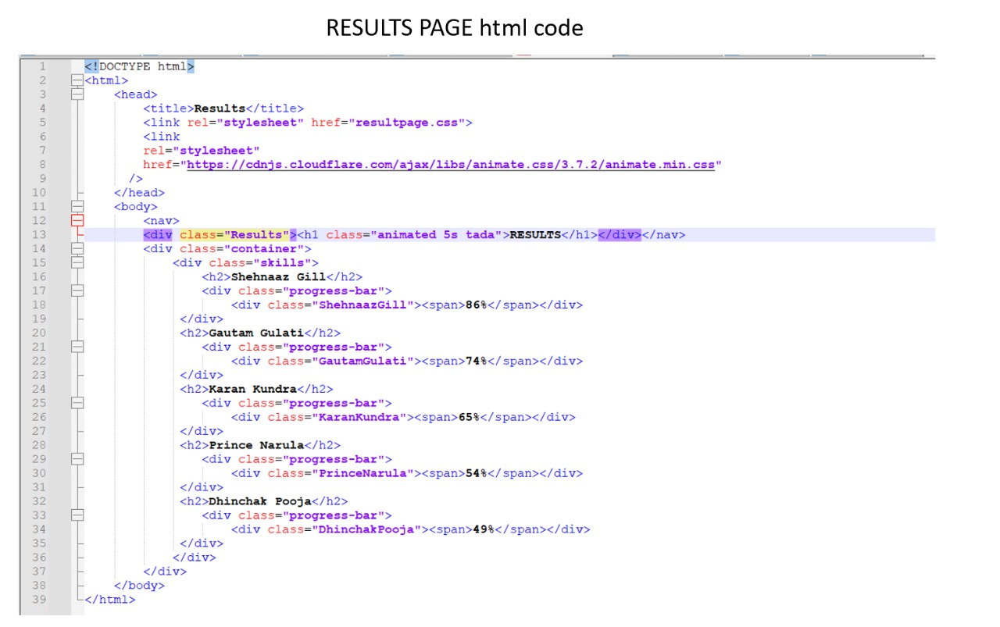 RESULTS PAGE html code
1 <!DOCTYPE html>
2 <html>
3 <head>
4 <title>Results</title>
5 <link rel="stylesheet" href="resultpage.css">
6 <link
7 rel="stylesheet"
8 href="https://cdnjs.cloudflare.com/ajax/libs/animate.css/3.7.2/animate.min.css"
9 />
10 </head>
11 <body>
12 <nav>
13 <div class="Results"><h1 class="animated 5s tada">RESULTS</h1></div></nav>
14 <div class="container">
15 <div class="skills">
16 <h2>Shehnaaz Gill</h2>
17 <div class="progress-bar">
18 <div class="ShehnaazGill"><span>86%</span></div>
19 </div>
20 <h2>Gautam Gulati</h2>
21 <div class="progress-bar">
22 <div class="GautamGulati"><span>74%</span></div>
23 </div>
24 <h2>Karan Kundra</h2>
25 <div class="progress-bar">
26 <div class="KaranKundra"><span>65%</span></div>
27 </div>
28 <h2>Prince Narula</h2>
29 <div class="progress-bar">
30 <div class="PrinceNarula"><span>54%</span></div>
31 </div>
32 <h2>Dhinchak Pooja</h2>
33 <div class="progress-bar">
34 <div class="DhinchakPooja"><span>49%</span></div>
35 </div>
36 </div>
37 </div>
38 </body>
39 </html>